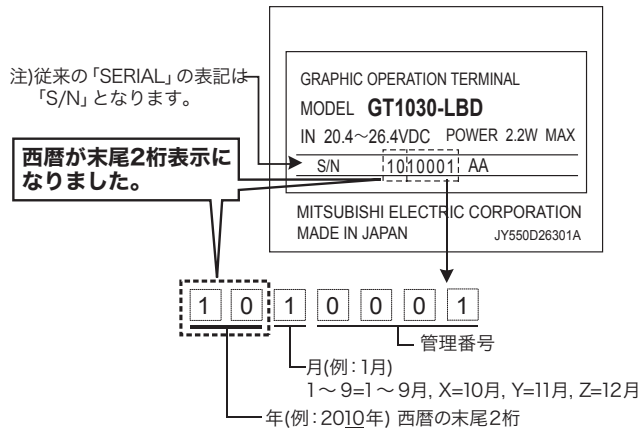 注)従来の「SERIAL」の表記は
「S/N」となります。
西暦が末尾2桁表示に
なりました。
GRAPHIC OPERATION TERMINAL
MODEL GT1030-LBD
IN 20.4～26.4VDC POWER 2.2W MAX
S/N 1010001 AA
MITSUBISHI ELECTRIC CORPORATION
MADE IN JAPAN JY550D26301A
1 0 1 0 0 0 1
管理番号
月(例：1月)
1～9=1～9月, X=10月, Y=11月, Z=12月
年(例：2010年) 西暦の末尾2桁